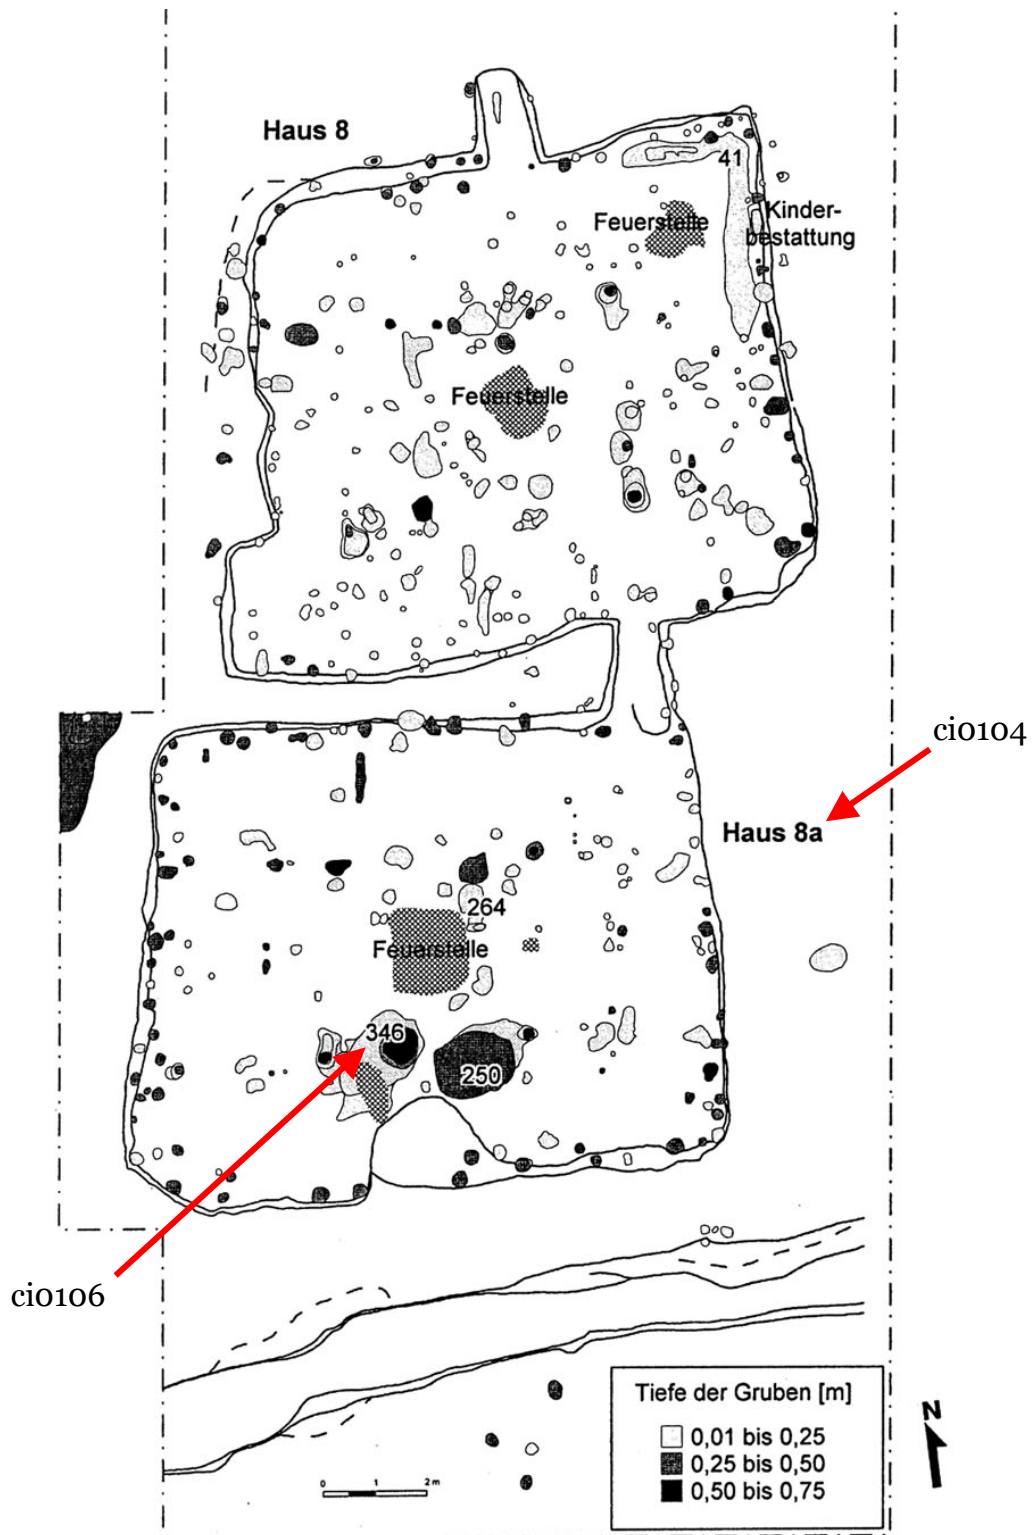 Haus 8
41
Feuerstelle
Kinder-
bestattung
Feuerstelle
ci0104
Haus 8a
264
Feuerstelle
346
250
ci0106
Tiefe der Gruben [m]
0,01 bis 0,25
0,25 bis 0,50
0,50 bis 0,75
N
0 1 2m